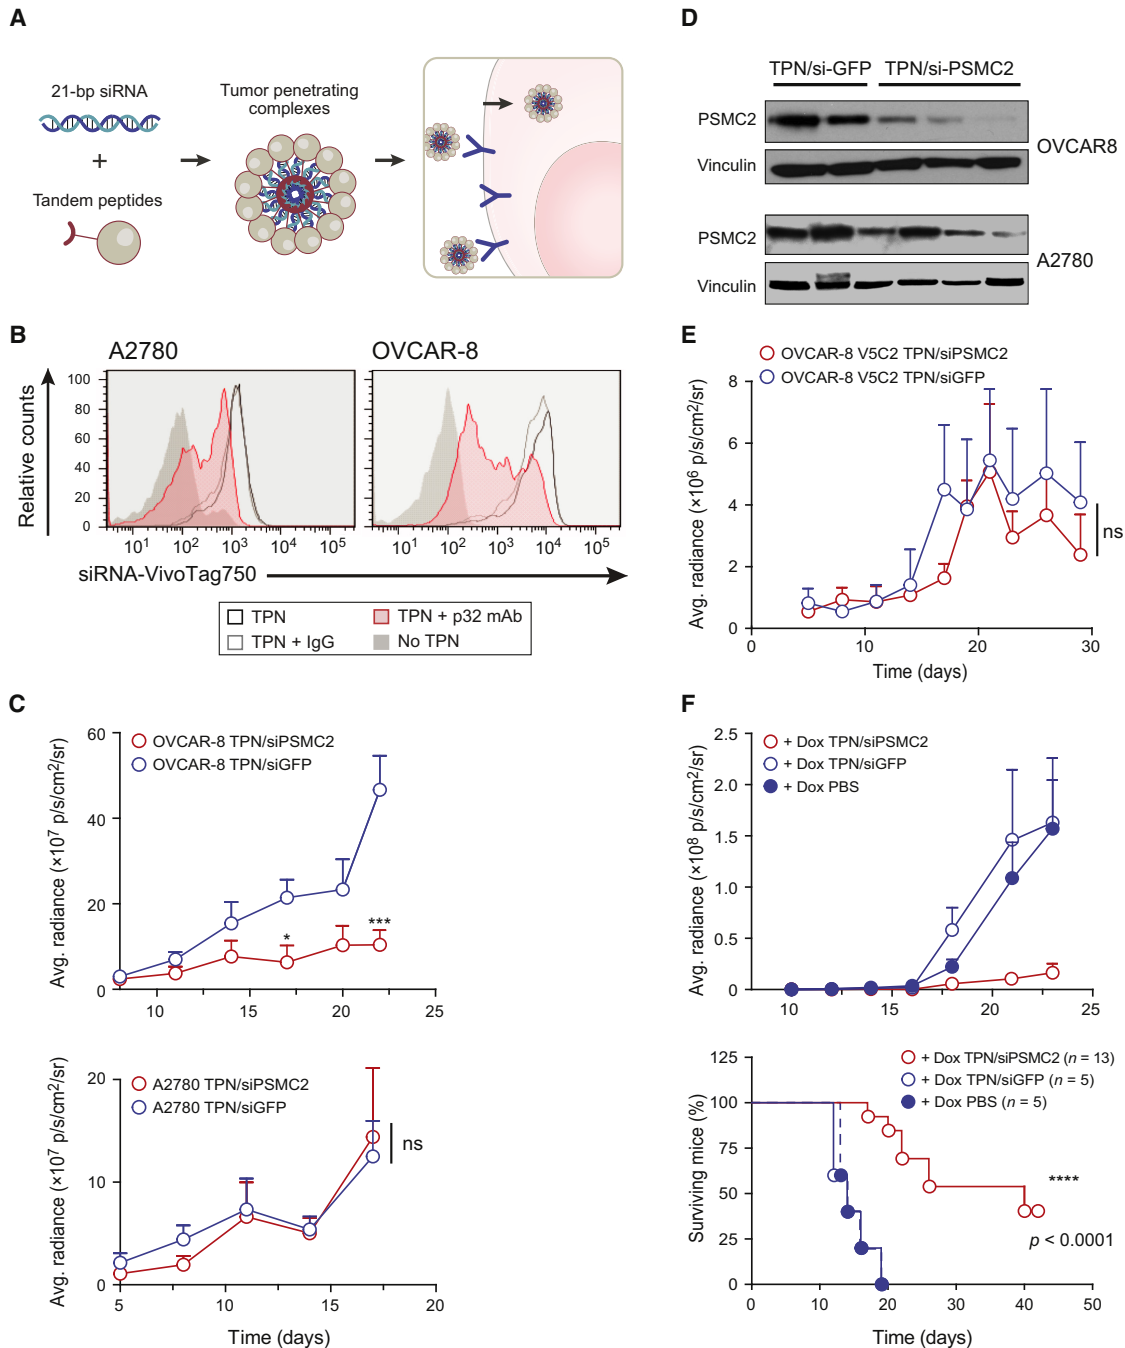 A
21-bp siRNA
+
Tandem peptides
Tumor penetrating
complexes
B
A2780
OVCAR-8
Relative counts
100
80
60
40
20
0
10¹ 10² 10³ 10⁴ 10⁵
10¹ 10² 10³ 10⁴ 10⁵
siRNA-VivoTag750
TPN
TPN + p32 mAb
TPN + IgG
No TPN
C
Avg. radiance (×10⁷ p/s/cm2/sr)
60
40
20
0
OVCAR-8 TPN/siPSMC2
OVCAR-8 TPN/siGFP
*
***
10 15 20 25
Avg. radiance (×10⁷ p/s/cm2/sr)
20
10
0
A2780 TPN/siPSMC2
A2780 TPN/siGFP
ns
5 10 15 20
Time (days)
D
TPN/si-GFP TPN/si-PSMC2
PSMC2
Vinculin
OVCAR8
PSMC2
Vinculin
A2780
E
OVCAR-8 V5C2 TPN/siPSMC2
OVCAR-8 V5C2 TPN/siGFP
Avg. radiance (×10⁶ p/s/cm2/sr)
8
6
4
2
0
ns
0 10 20 30
Time (days)
F
Avg. radiance (×10⁸ p/s/cm2/sr)
2.5
2.0
1.5
1.0
0.5
0
+ Dox TPN/siPSMC2
+ Dox TPN/siGFP
+ Dox PBS
10 15 20 25
Surviving mice (%)
125
100
75
50
25
0
+ Dox TPN/siPSMC2 (n = 13)
+ Dox TPN/siGFP (n = 5)
+ Dox PBS (n = 5)
****
p < 0.0001
0 10 20 30 40 50
Time (days)